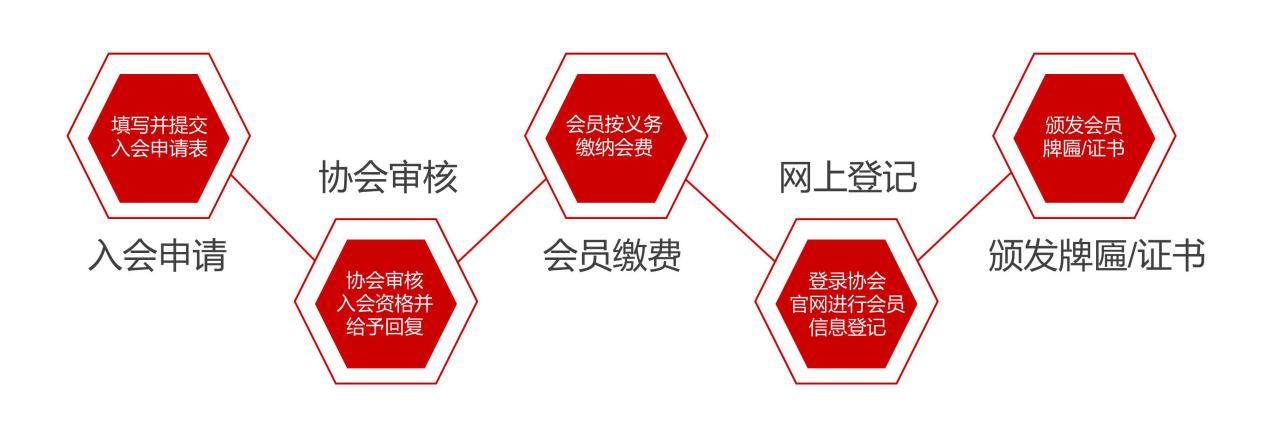 填写并提交
入会申请表
入会申请
协会审核
协会审核
入会资格并
给予回复
会员按义务
缴纳会费
会员缴费
网上登记
登录协会
官网进行会员
信息登记
颁发会员
牌匾/证书
颁发牌匾/证书